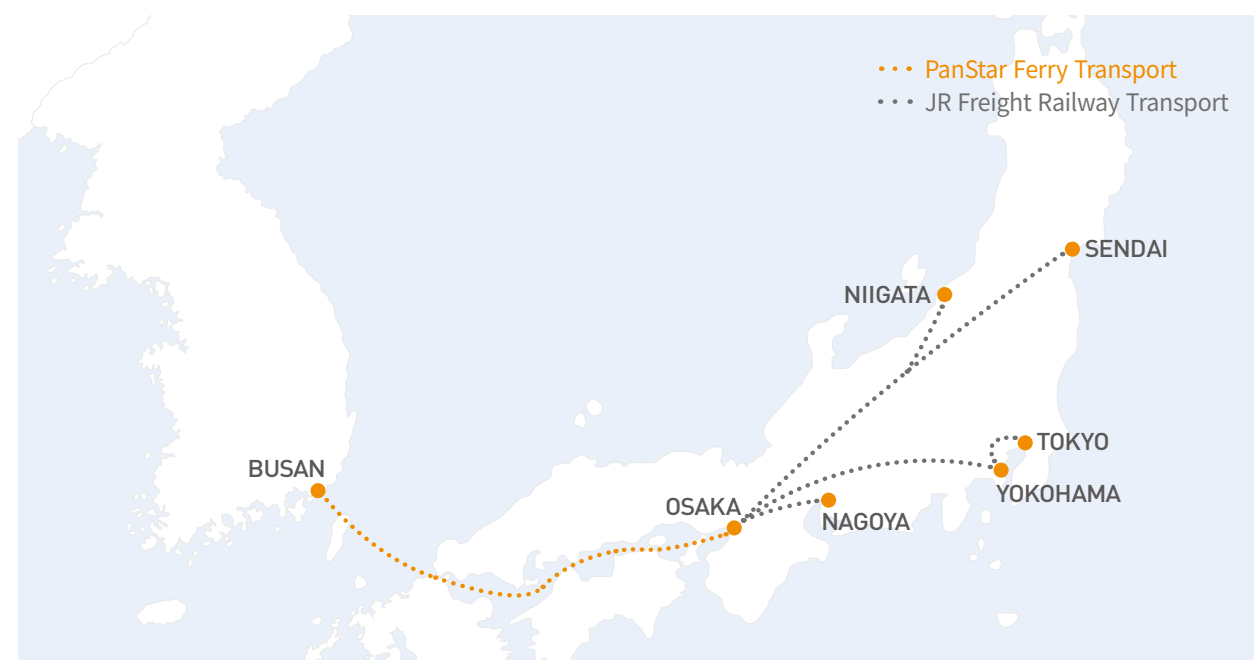 PanStar Ferry Transport
JR Freight Railway Transport
SENDAI
NIIGATA
TOKYO
BUSAN
YOKOHAMA
OSAKA
NAGOYA